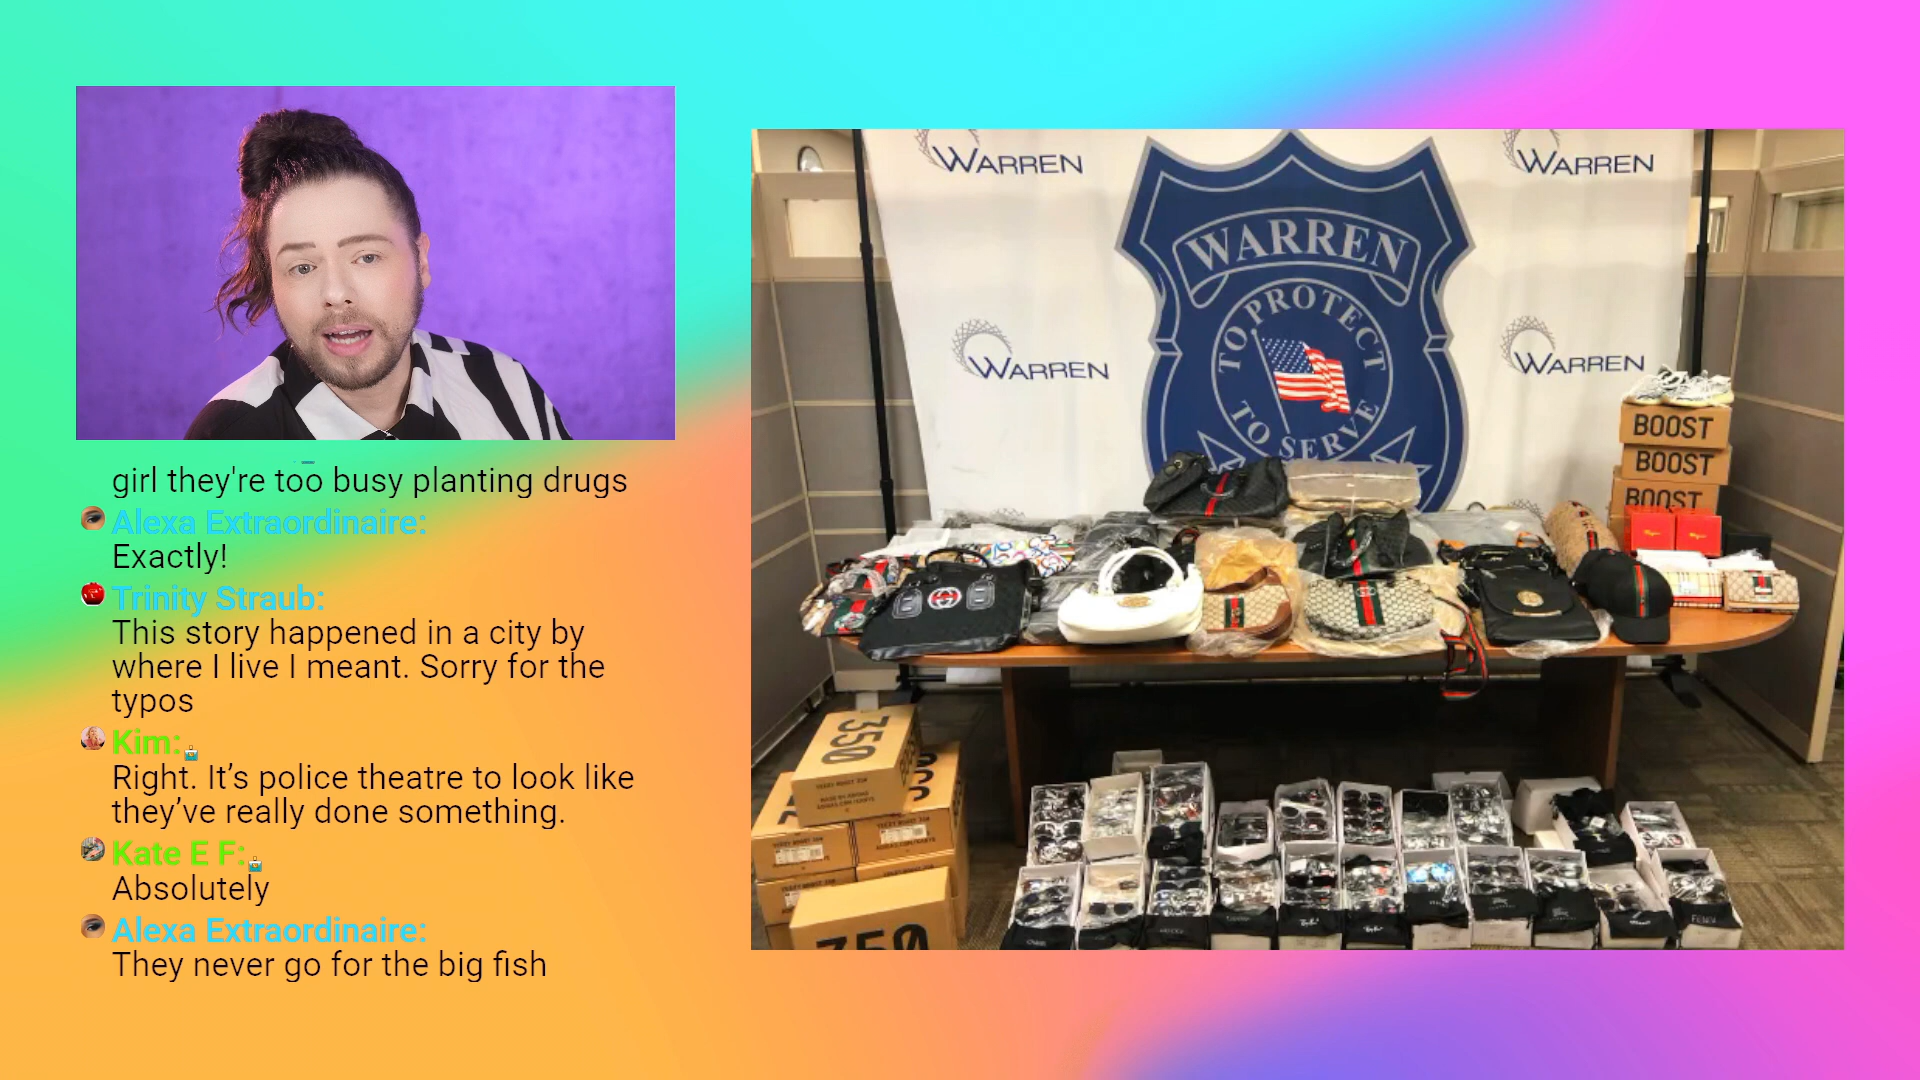 girl they're too busy planting drugs
Alexa Extraordinaire:
Exactly!
Trinity Straub:
This story happened in a city by
where I live I meant. Sorry for the
typos
Kim:
Right. It’s police theatre to look like
they’ve really done something.
Kate E F:
Absolutely
Alexa Extraordinaire:
They never go for the big fish
WARREN
WARREN
WARREN
TO PROTECT
TO SERVE
WARREN
WARREN
BOOST
BOOST
BOOST
350
350
FENDI